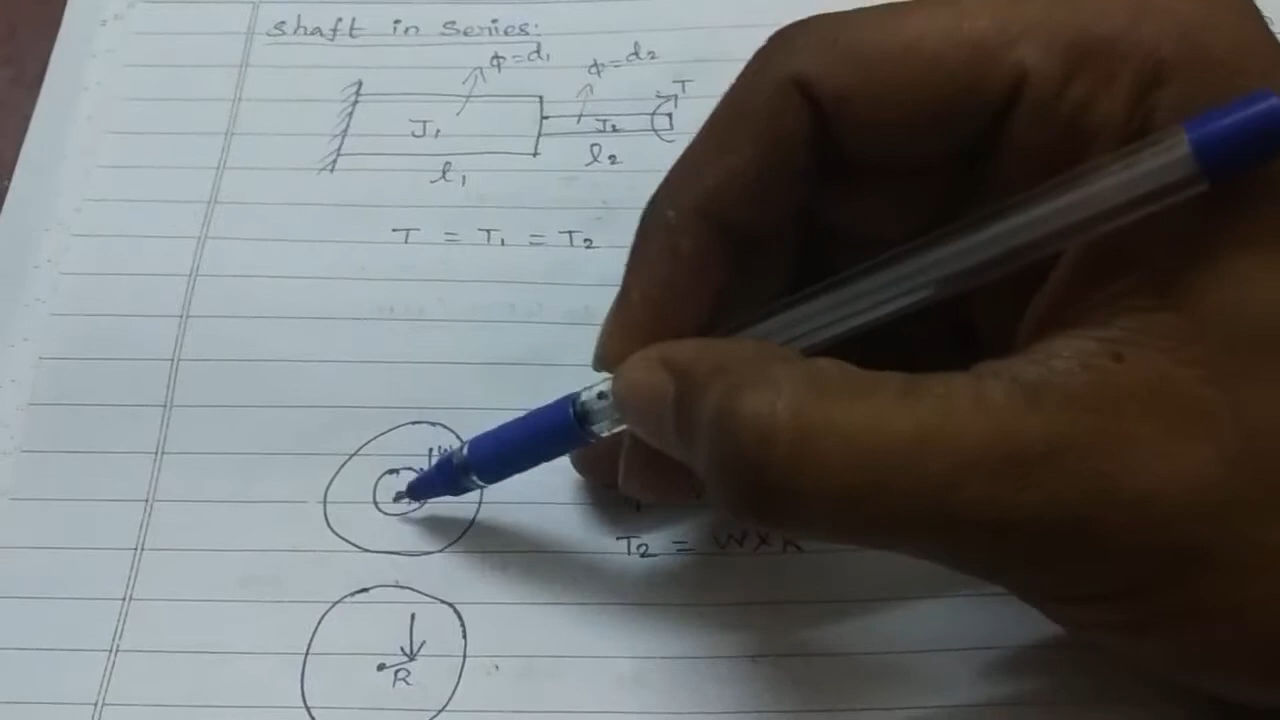 Shaft in Series:
ϕ=d₁
ϕ=d₂
T
J₁
J₂
l₁
l₂
T = T₁ = T₂
T₂ = W×R
R